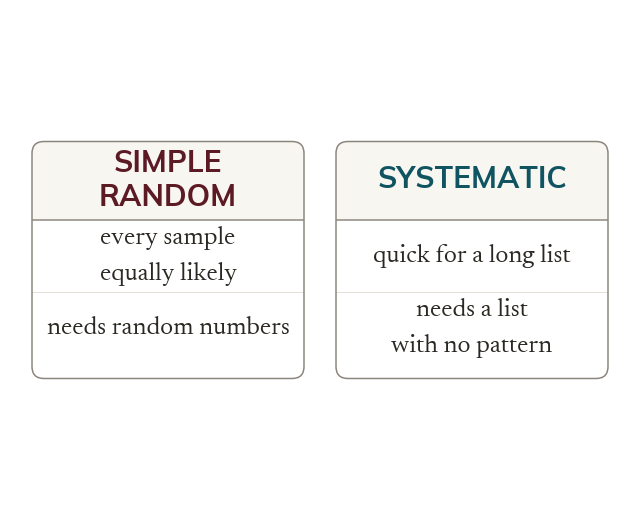 SIMPLE
RANDOM
every sample
equally likely
needs random numbers
SYSTEMATIC
quick for a long list
needs a list
with no pattern